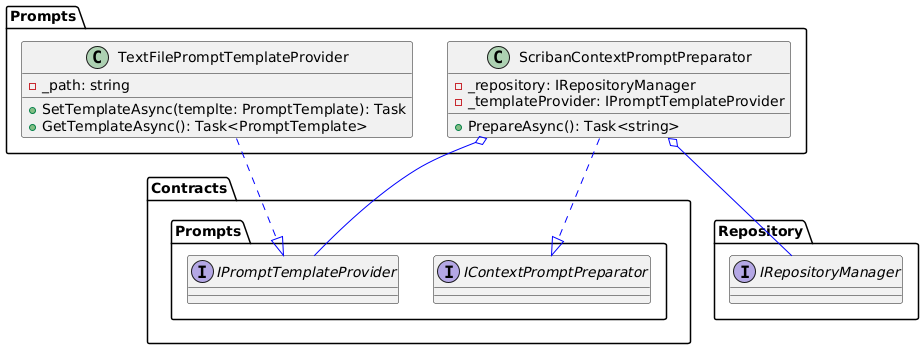 Prompts
C TextFilePromptTemplateProvider
_path: string
SetTemplateAsync(templte: PromptTemplate): Task
GetTemplateAsync(): Task<PromptTemplate>
C ScribanContextPromptPreparator
_repository: IRepositoryManager
_templateProvider: IPromptTemplateProvider
PrepareAsync(): Task<string>
Contracts
Prompts
I IPromptTemplateProvider
I IContextPromptPreparator
Repository
I IRepositoryManager